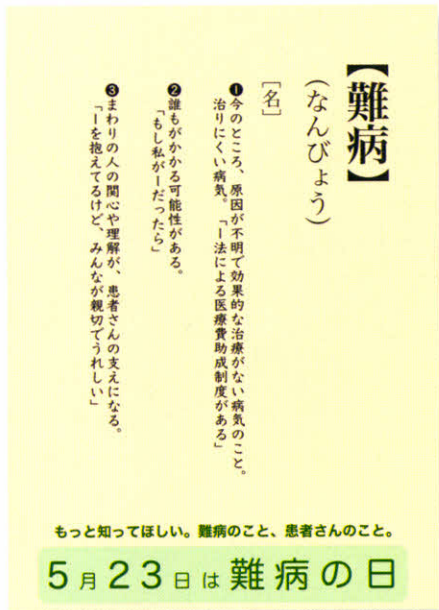 【難病】
(なんびょう)
［名］
❶今のところ、原因が不明で効果的な治療がない病気のこと。
治りにくい病気。「ー法による医療費助成制度がある」
❷誰もがかかる可能性がある。
「もし私がーだったら」
❸まわりの人の関心や理解が、患者さんの支えになる。
「ーを抱えてるけど、みんなが親切でうれしい」
もっと知ってほしい。難病のこと、患者さんのこと。
5月23日は難病の日